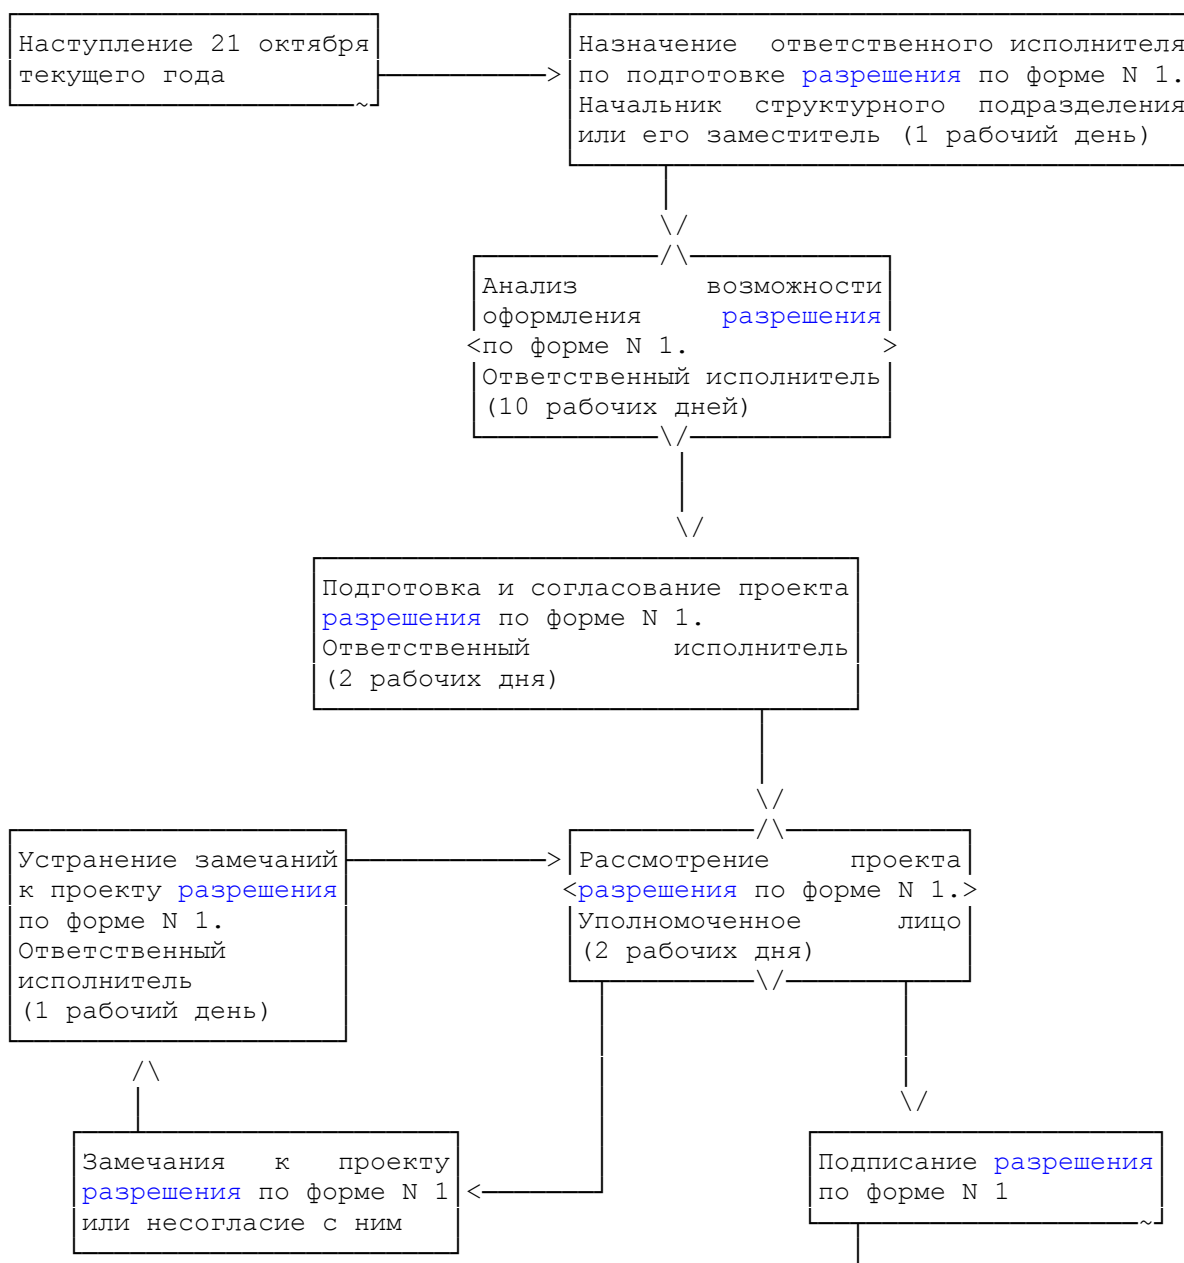 Наступление 21 октября
текущего года
Назначение ответственного исполнителя
по подготовке разрешения по форме N 1.
Начальник структурного подразделения
или его заместитель (1 рабочий день)
Анализ возможности
оформления разрешения
по форме N 1.
Ответственный исполнитель
(10 рабочих дней)
Подготовка и согласование проекта
разрешения по форме N 1.
Ответственный исполнитель
(2 рабочих дня)
Устранение замечаний
к проекту разрешения
по форме N 1.
Ответственный
исполнитель
(1 рабочий день)
Рассмотрение проекта
разрешения по форме N 1.
Уполномоченное лицо
(2 рабочих дня)
Замечания к проекту
разрешения по форме N 1
или несогласие с ним
Подписание разрешения
по форме N 1